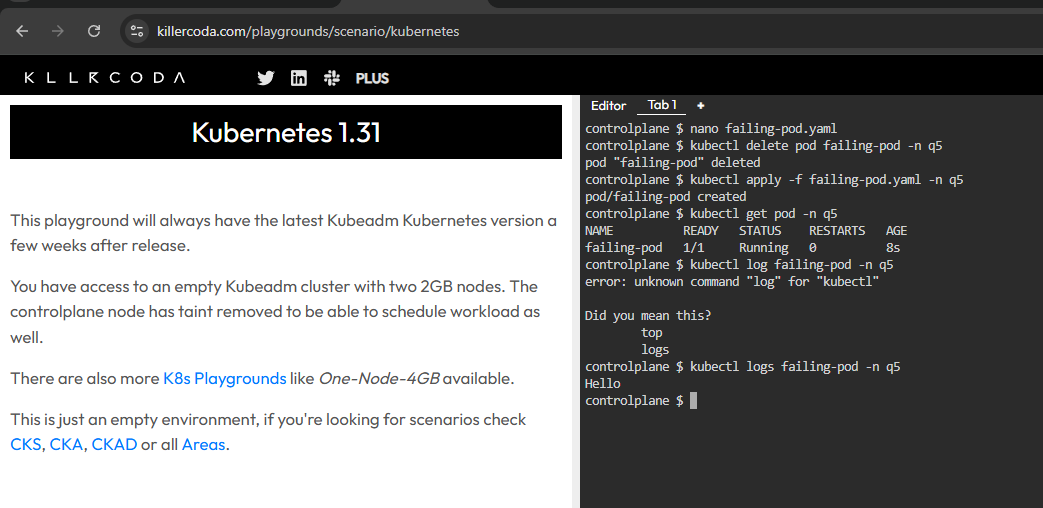 killercoda.com/playgrounds/scenario/kubernetes
KLLRCODA
PLUS
Kubernetes 1.31
This playground will always have the latest Kubeadm Kubernetes version a
few weeks after release.
You have access to an empty Kubeadm cluster with two 2GB nodes. The
controlplane node has taint removed to be able to schedule workload as
well.
There are also more K8s Playgrounds like One-Node-4GB available.
This is just an empty environment, if you're looking for scenarios check
CKS, CKA, CKAD or all Areas.
Editor Tab 1 +
controlplane $ nano failing-pod.yaml
controlplane $ kubectl delete pod failing-pod -n q5
pod "failing-pod" deleted
controlplane $ kubectl apply -f failing-pod.yaml -n q5
pod/failing-pod created
controlplane $ kubectl get pod -n q5
NAME READY STATUS RESTARTS AGE
failing-pod 1/1 Running 0 8s
controlplane $ kubectl log failing-pod -n q5
error: unknown command "log" for "kubectl"
Did you mean this?
top
logs
controlplane $ kubectl logs failing-pod -n q5
Hello
controlplane $